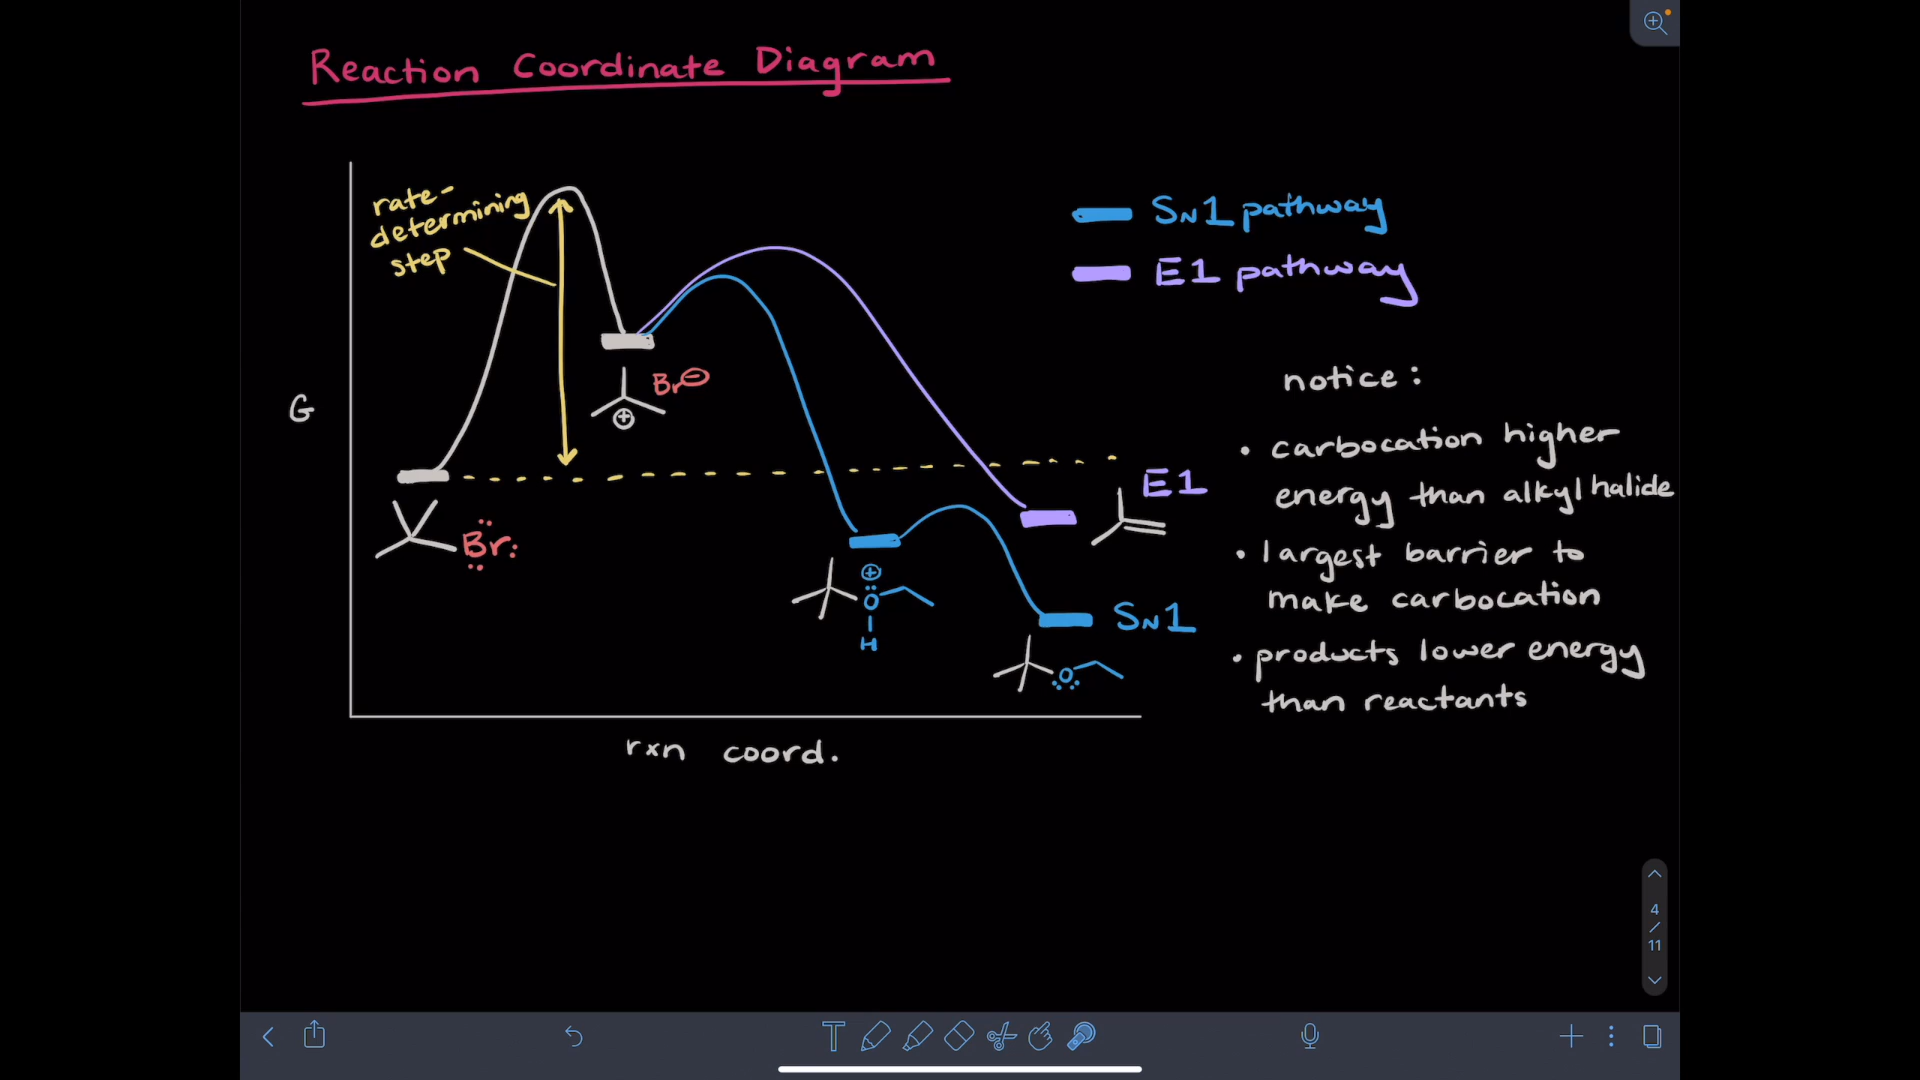 Reaction Coordinate Diagram
rate-
determining
step
SN1 pathway
E1 pathway
Br⊖
⊕
G
notice:
• carbocation higher
energy than alkyl halide
• largest barrier to
make carbocation
• products lower energy
than reactants
E1
Br
⊕
O
H
SN1
O
rxn coord.
4
/
11
T